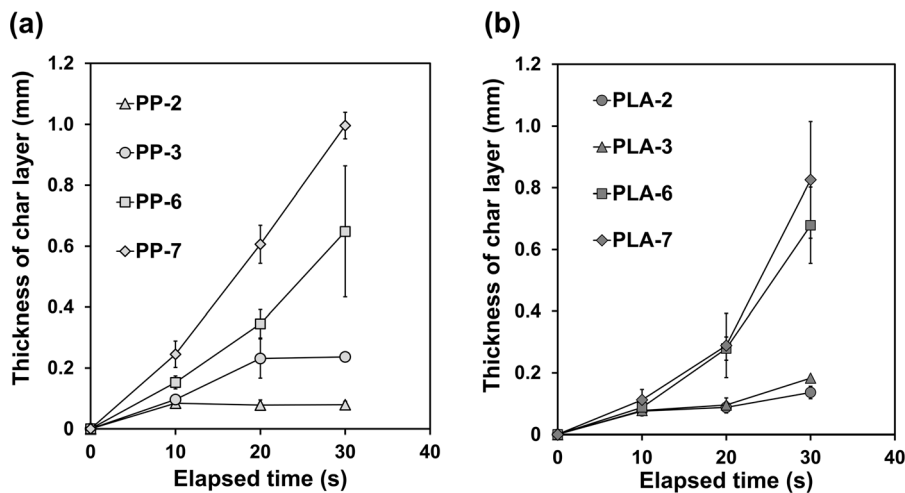 (a)
Thickness of char layer (mm)
1.2
1.0
0.8
0.6
0.4
0.2
0
PP-2
PP-3
PP-6
PP-7
0 10 20 30 40
Elapsed time (s)
(b)
Thickness of char layer (mm)
1.2
1.0
0.8
0.6
0.4
0.2
0
PLA-2
PLA-3
PLA-6
PLA-7
0 10 20 30 40
Elapsed time (s)